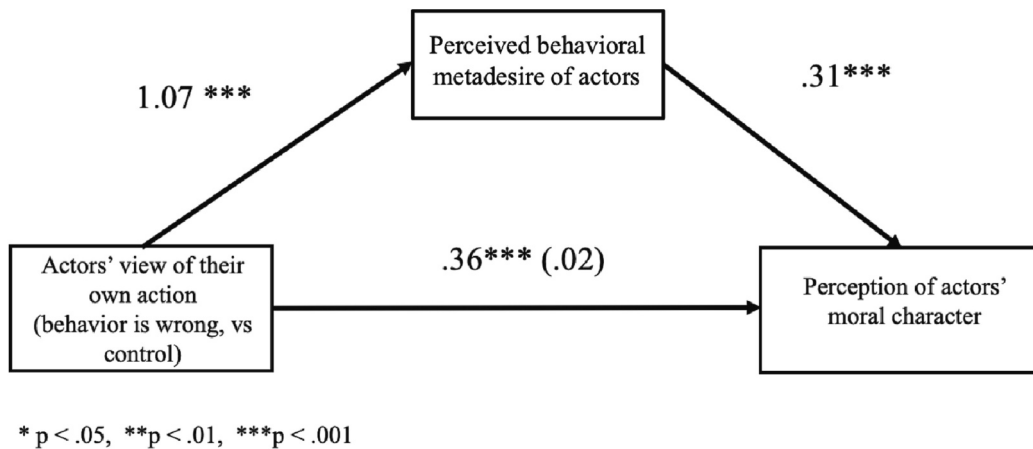 Perceived behavioral
metadesire of actors
1.07 ***
.31***
Actors' view of their
own action
(behavior is wrong, vs
control)
.36*** (.02)
Perception of actors'
moral character
* p < .05, **p < .01, ***p < .001